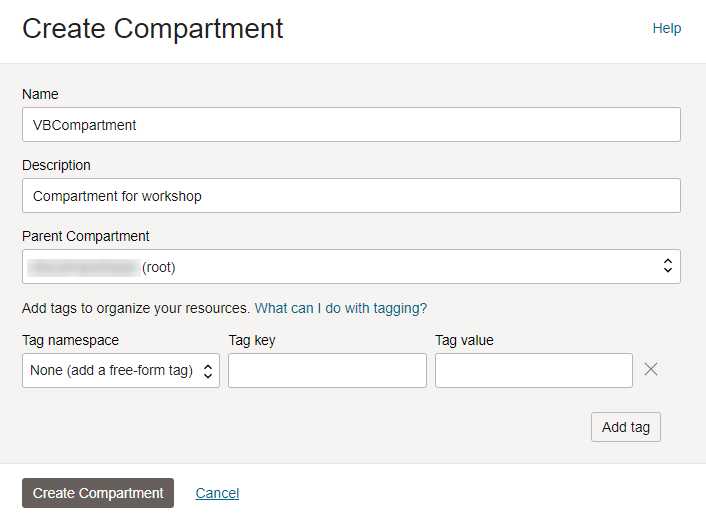 Create Compartment
Help
Name
VBCompartment
Description
Compartment for workshop
Parent Compartment
(root)
Add tags to organize your resources. What can I do with tagging?
Tag namespace Tag key Tag value
None (add a free-form tag)
Add tag
Create Compartment Cancel